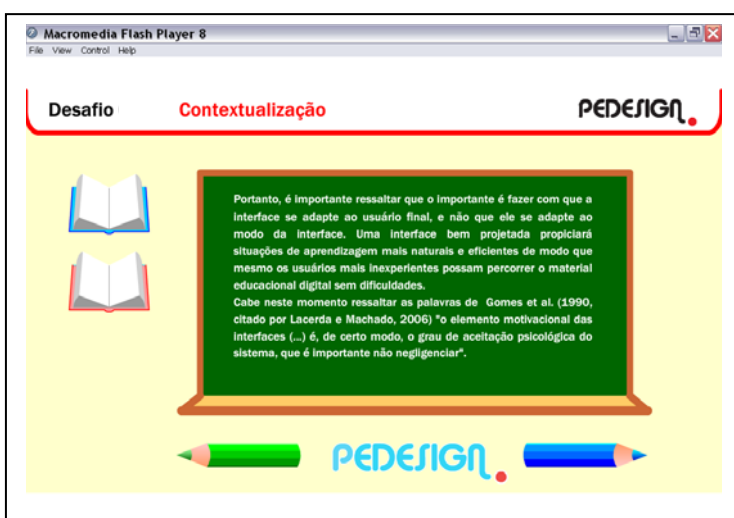 Macromedia Flash Player 8
File View Control Help
Desafio Contextualização PEDESIGN.
Portanto, é importante ressaltar que o importante é fazer com que a
interface se adapte ao usuário final, e não que ele se adapte ao
modo da interface. Uma interface bem projetada propiciará
situações de aprendizagem mais naturais e eficientes de modo que
mesmo os usuários mais inexperientes possam percorrer o material
educacional digital sem dificuldades.
Cabe neste momento ressaltar as palavras de Gomes et al. (1990,
citado por Lacerda e Machado, 2006) "o elemento motivacional das
interfaces (...) é, de certo modo, o grau de aceitação psicológica do
sistema, que é importante não negligenciar".
PEDESIGN.